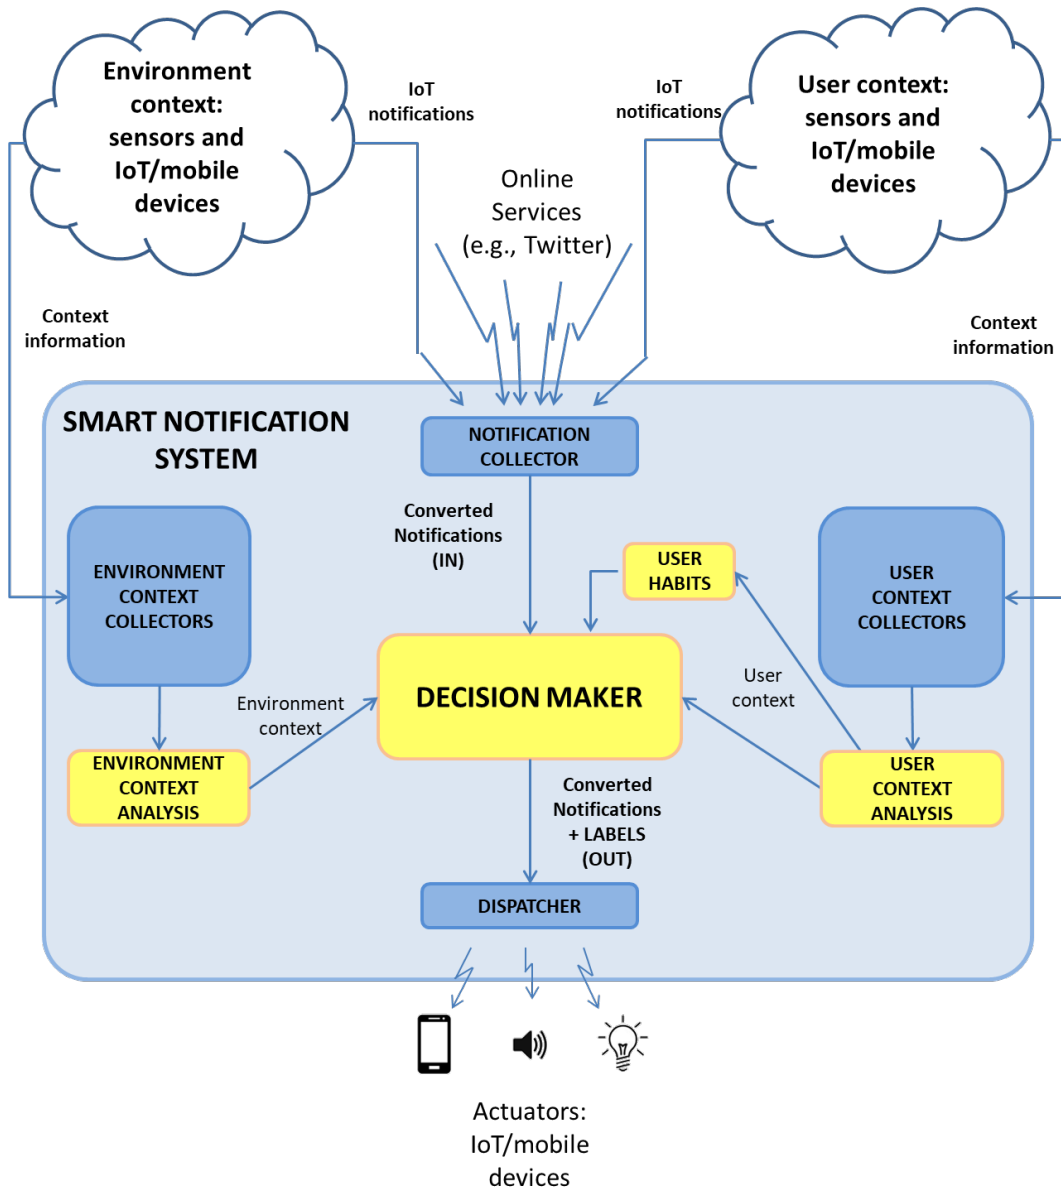 Environment
context:
sensors and
IoT/mobile
devices
IoT
notifications
Online
Services
(e.g., Twitter)
IoT
notifications
User context:
sensors and
IoT/mobile
devices
Context
information
Context
information
SMART NOTIFICATION
SYSTEM
NOTIFICATION
COLLECTOR
Converted
Notifications
(IN)
ENVIRONMENT
CONTEXT
COLLECTORS
USER
HABITS
USER
CONTEXT
COLLECTORS
DECISION MAKER
Environment
context
User
context
ENVIRONMENT
CONTEXT
ANALYSIS
USER
CONTEXT
ANALYSIS
Converted
Notifications
+ LABELS
(OUT)
DISPATCHER
Actuators:
IoT/mobile
devices